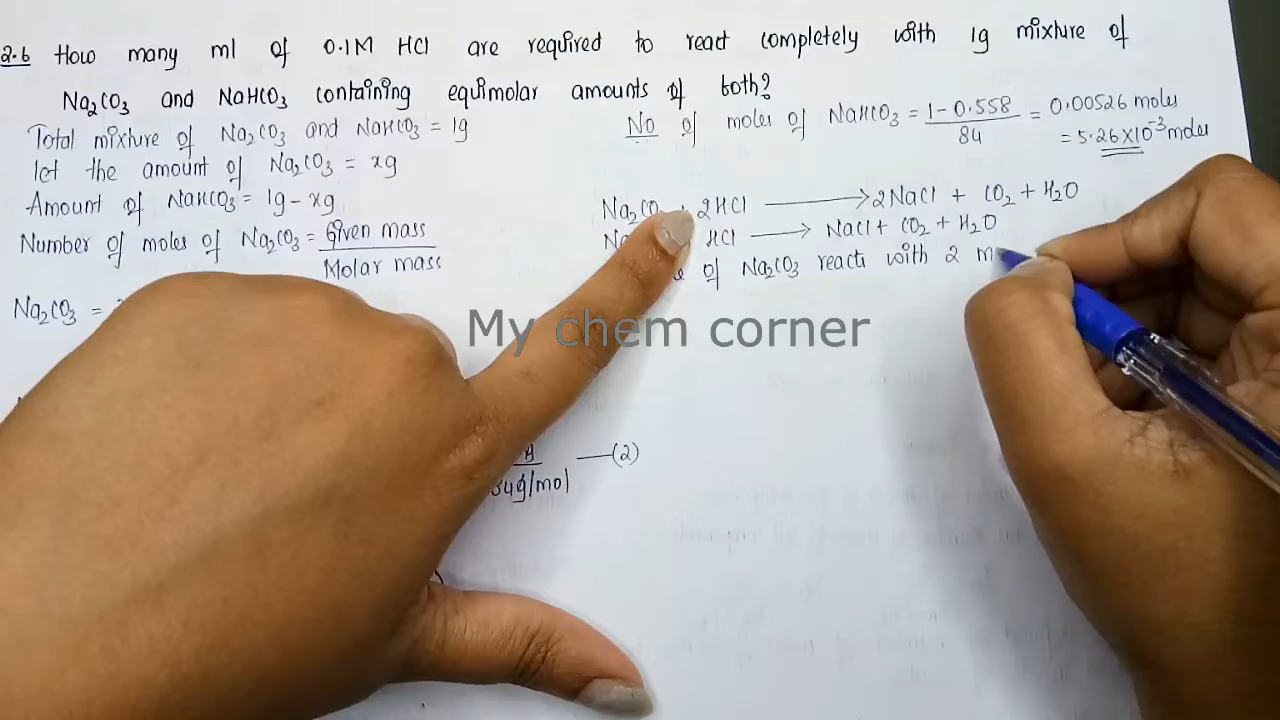 2.6 How many ml of 0.1M HCl are required to react completely with 1g mixture of
Na₂CO₃ and NaHCO₃ containing equimolar amounts of both?
Total mixture of Na₂CO₃ and NaHCO₃ = 1g
let the amount of Na₂CO₃ = xg
Amount of NaHCO₃ = 1g - xg
Number of moles of Na₂CO₃ = Given mass
Molar mass
Na₂CO₃ =
—(2)
g/mol
No of moles of NaHCO₃ = 1-0.558 / 84 = 0.00526 moles
= 5.26×10⁻³ moles
Na₂CO 2HCl ⟶ 2NaCl + CO₂ + H₂O
HCl ⟶ NaCl + CO₂ + H₂O
of Na₂CO₃ reacts with 2 m
My chem corner